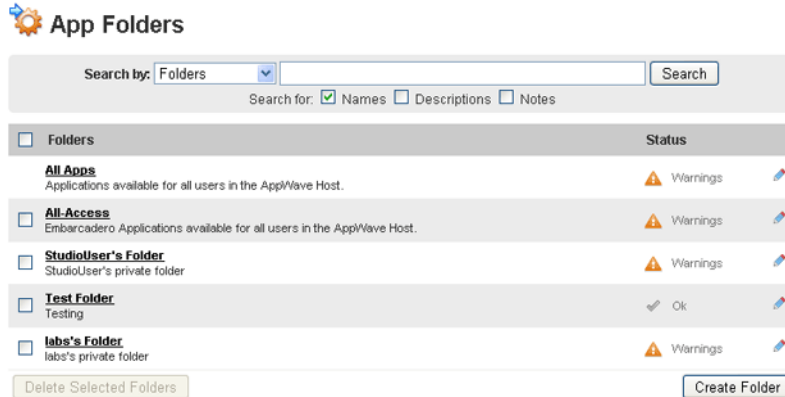 App Folders
Search by: Folders Search
Search for: Names Descriptions Notes
Folders Status
All Apps
Applications available for all users in the AppWave Host.
Warnings
All-Access
Embarcadero Applications available for all users in the AppWave Host.
Warnings
StudioUser's Folder
StudioUser's private folder
Warnings
Test Folder
Testing
Ok
labs's Folder
labs's private folder
Warnings
Delete Selected Folders Create Folder